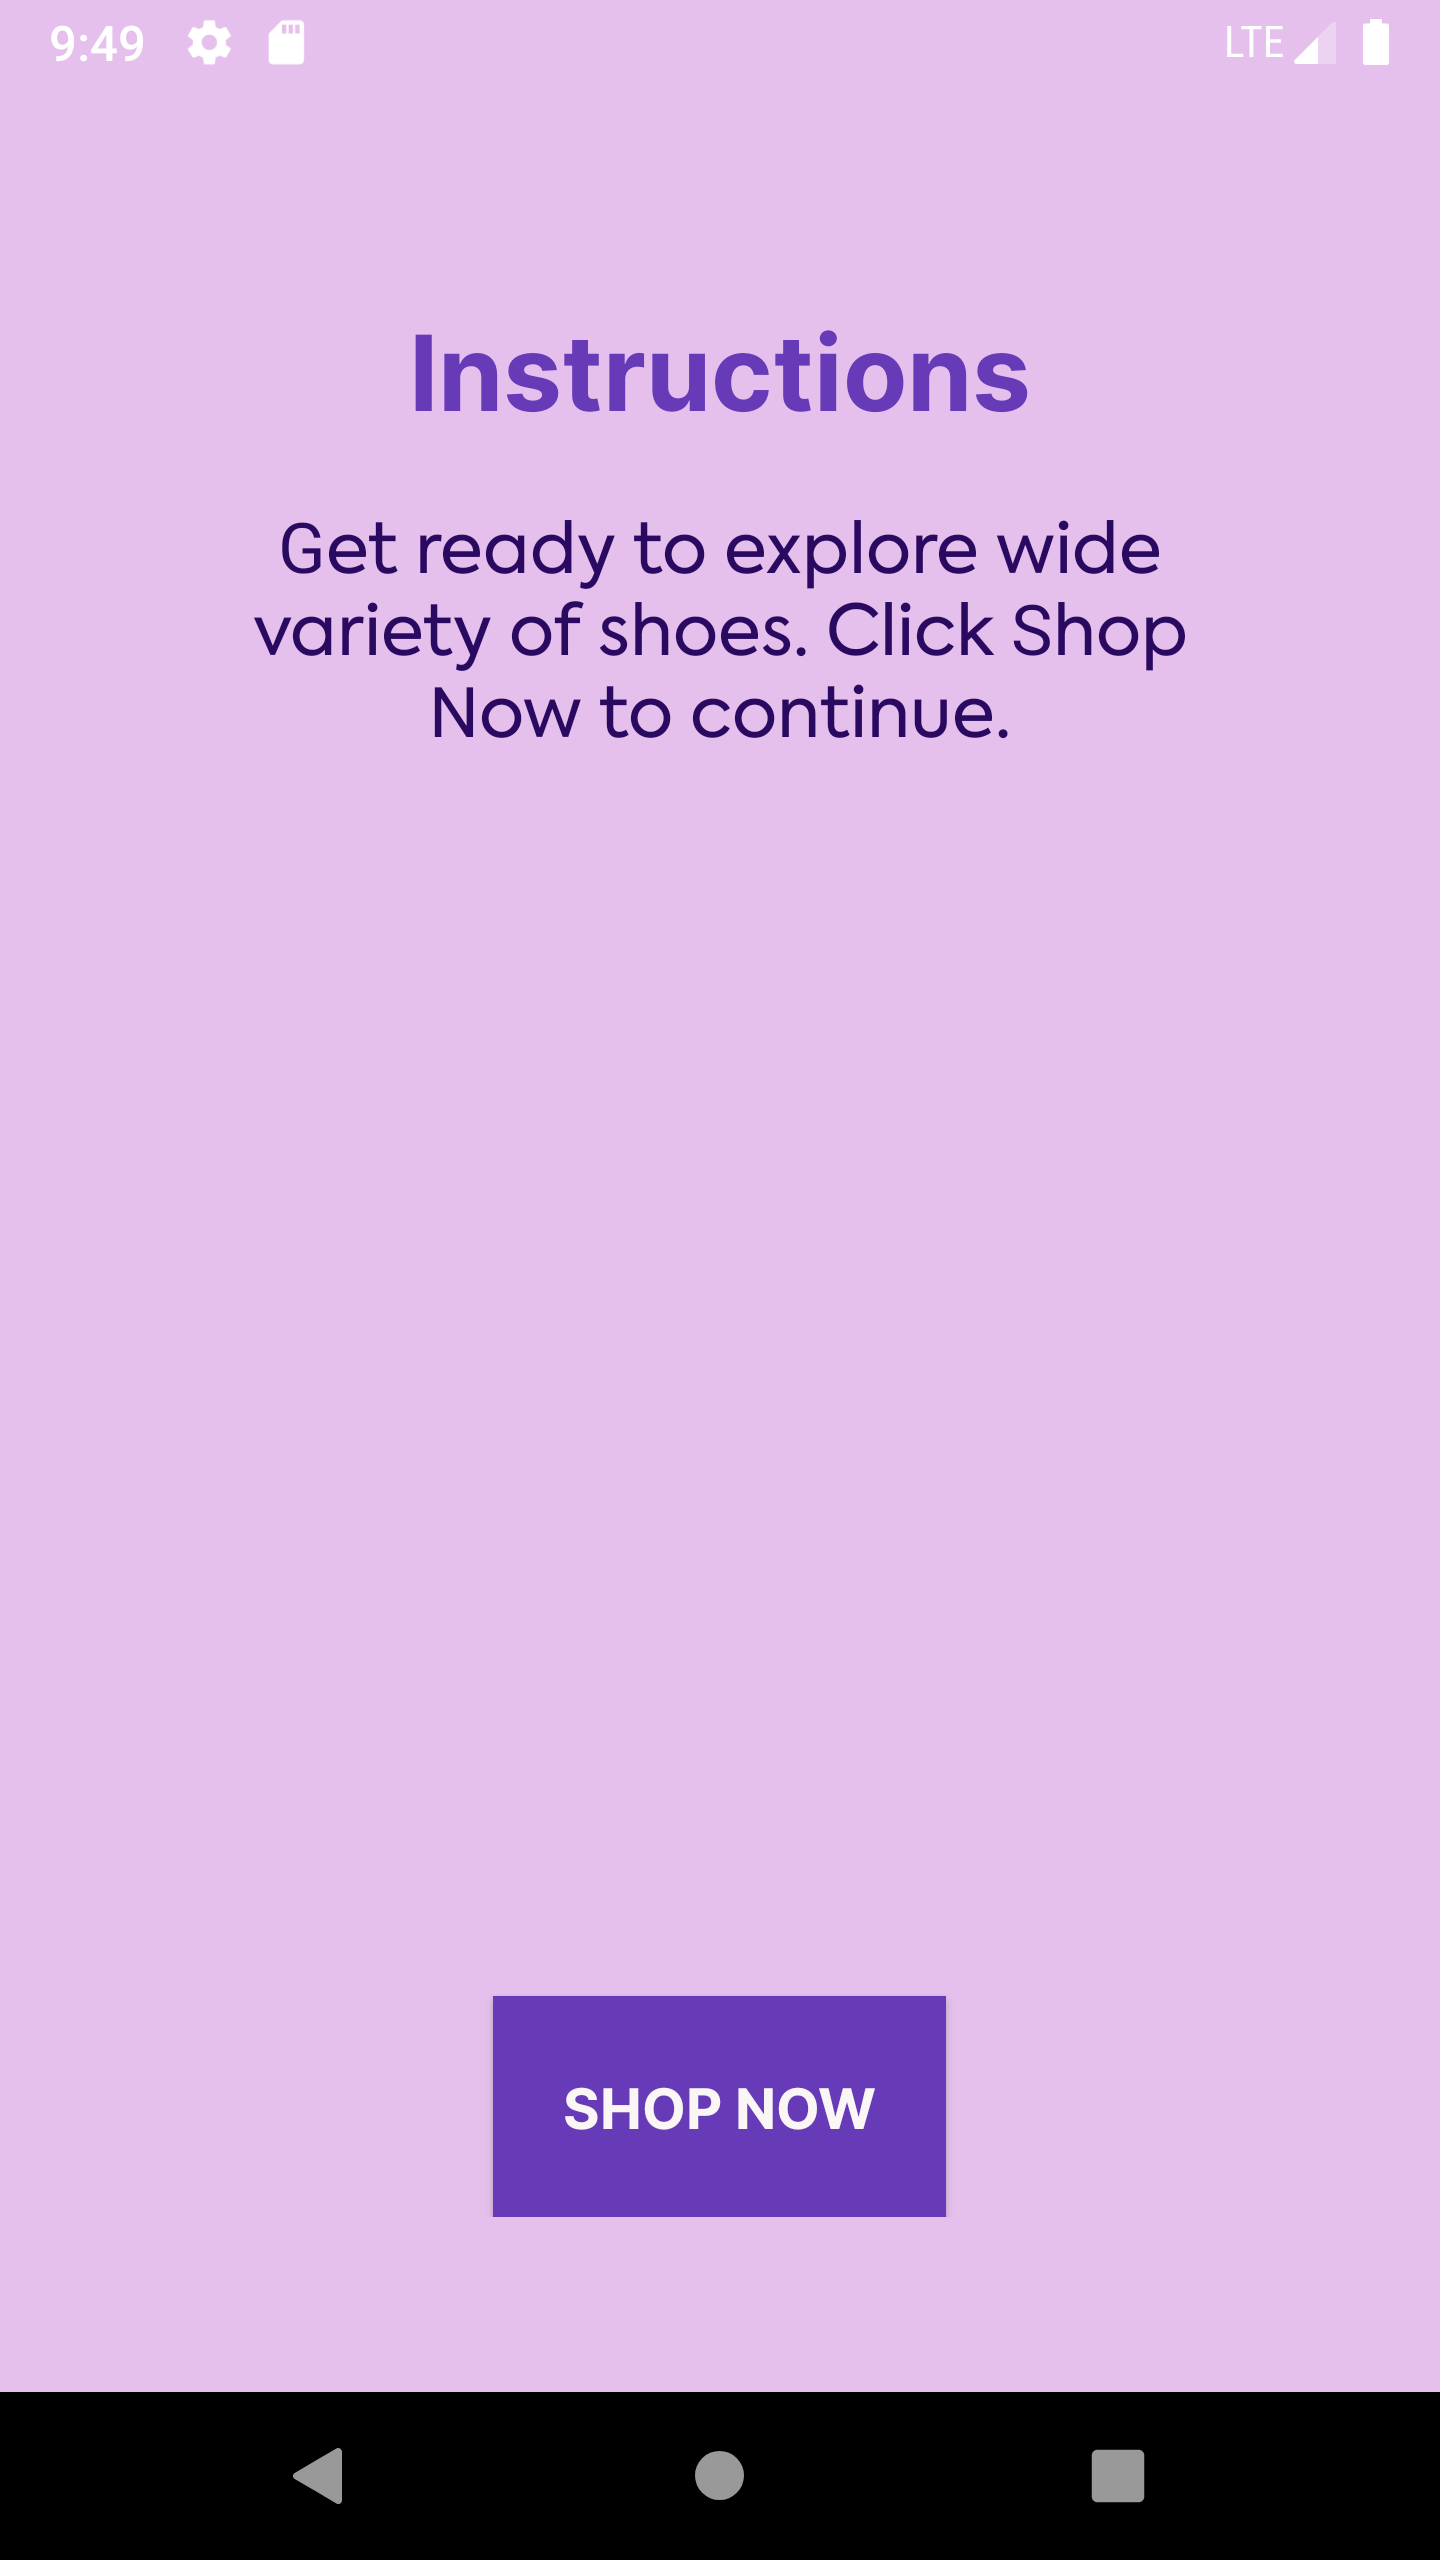 9:49 LTE
Instructions
Get ready to explore wide
variety of shoes. Click Shop
Now to continue.
SHOP NOW